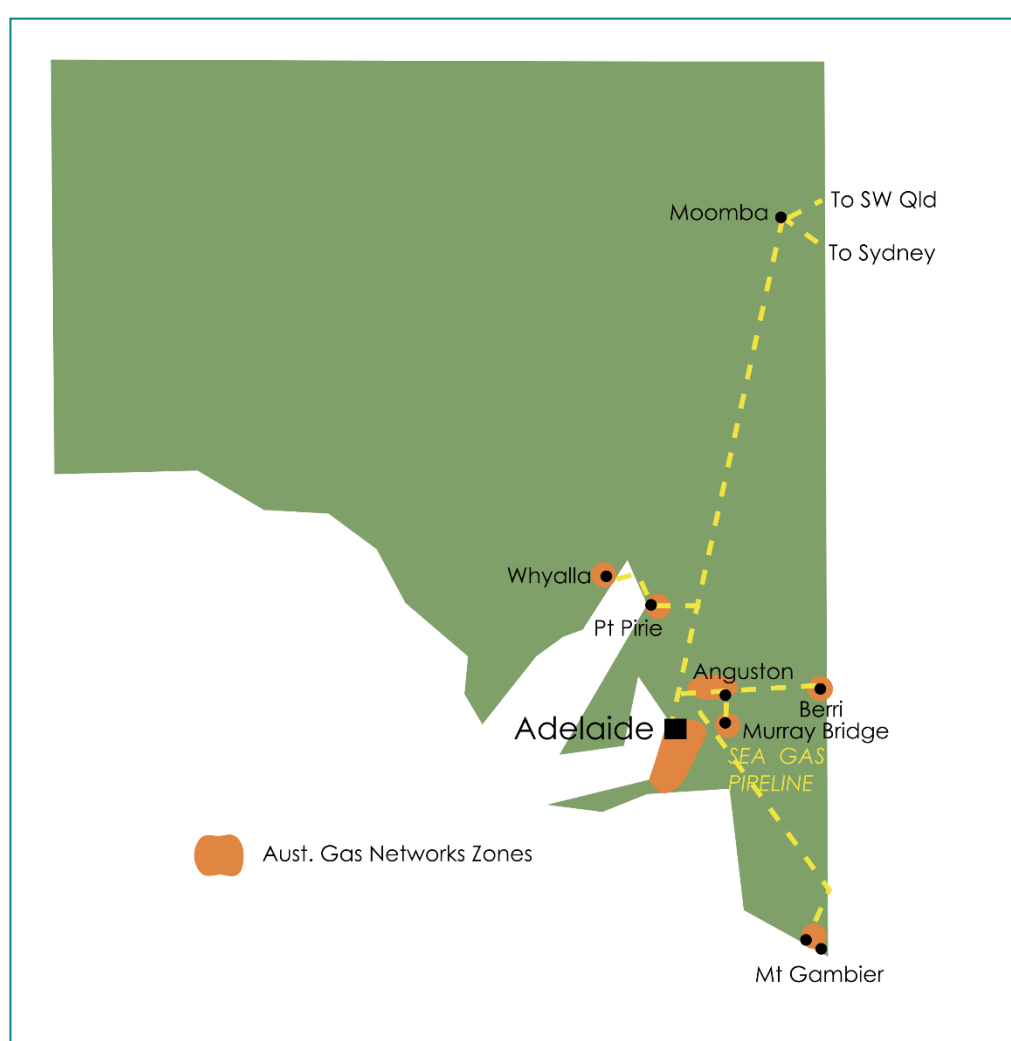 To SW Qld
Moomba
To Sydney
Whyalla
Pt Pirie
Anguston
Berri
Adelaide
Murray Bridge
SEA GAS
PIRELINE
Aust. Gas Networks Zones
Mt Gambier